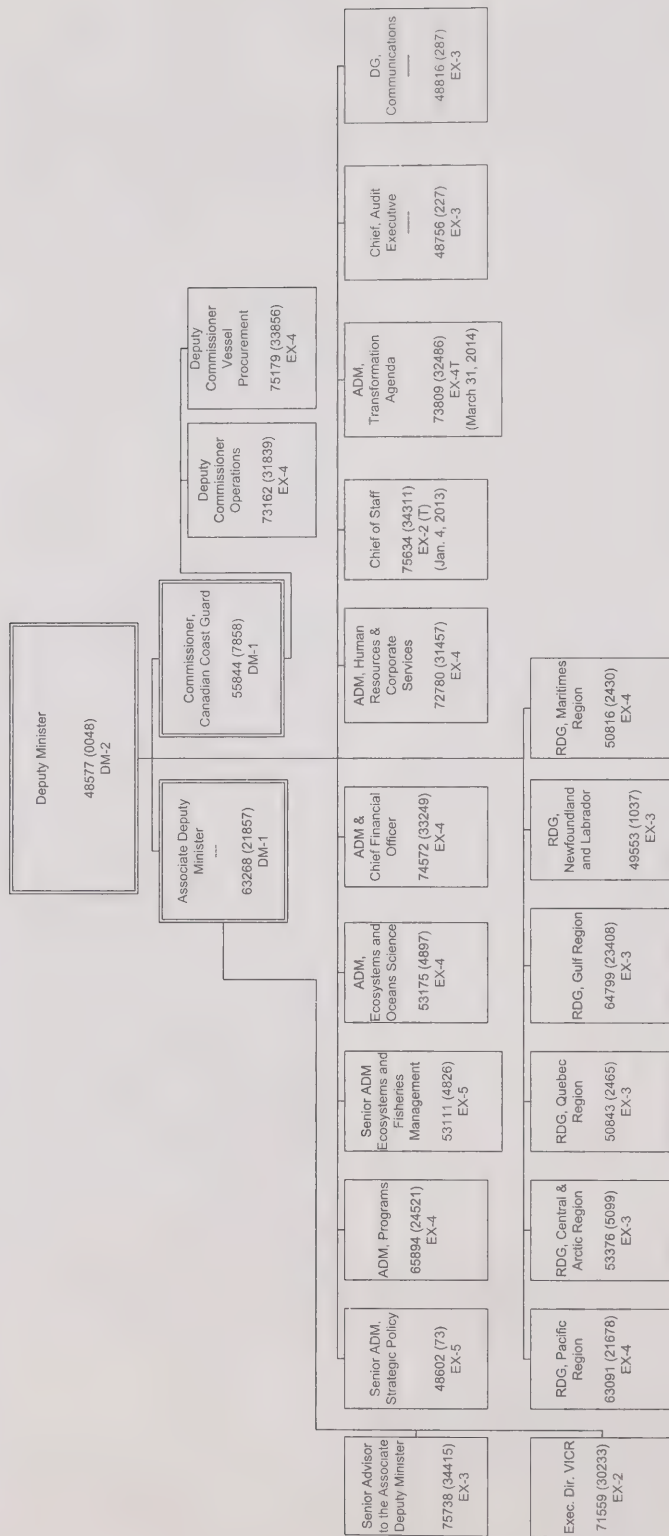 Deputy Minister
48577 (0048)
DM-2
Associate Deputy
Minister
---
63268 (21857)
DM-1
Commissioner,
Canadian Coast Guard
55844 (7858)
DM-1
Deputy
Commissioner
Operations
73162 (31839)
EX-4
Deputy
Commissioner
Vessel
Procurement
75179 (33856)
EX-4
Senior Advisor
to the Associate
Deputy Minister
75738 (34415)
EX-3
Senior ADM,
Strategic Policy
48602 (73)
EX-5
ADM, Programs
65894 (24521)
EX-4
Senior ADM
Ecosystems and
Fisheries
Management
53111 (4826)
EX-5
ADM,
Ecosystems and
Oceans Science
53175 (4897)
EX-4
ADM &
Chief Financial
Officer
74572 (33249)
EX-4
ADM, Human
Resources &
Corporate
Services
72780 (31457)
EX-4
Chief of Staff
75634 (34311)
EX-2 (T)
(Jan. 4, 2013)
ADM,
Transformation
Agenda
73809 (32486)
EX-4T
(March 31, 2014)
Chief, Audit
Executive
----
48756 (227)
EX-3
DG,
Communications
----
48816 (287)
EX-3
Exec. Dir. VICR
71559 (30233)
EX-2
RDG, Pacific
Region
63091 (21678)
EX-4
RDG, Central &
Arctic Region
53376 (5099)
EX-3
RDG, Quebec
Region
50843 (2465)
EX-3
RDG, Gulf Region
64799 (23408)
EX-3
RDG,
Newfoundland
and Labrador
49553 (1037)
EX-3
RDG, Maritimes
Region
50816 (2430)
EX-4